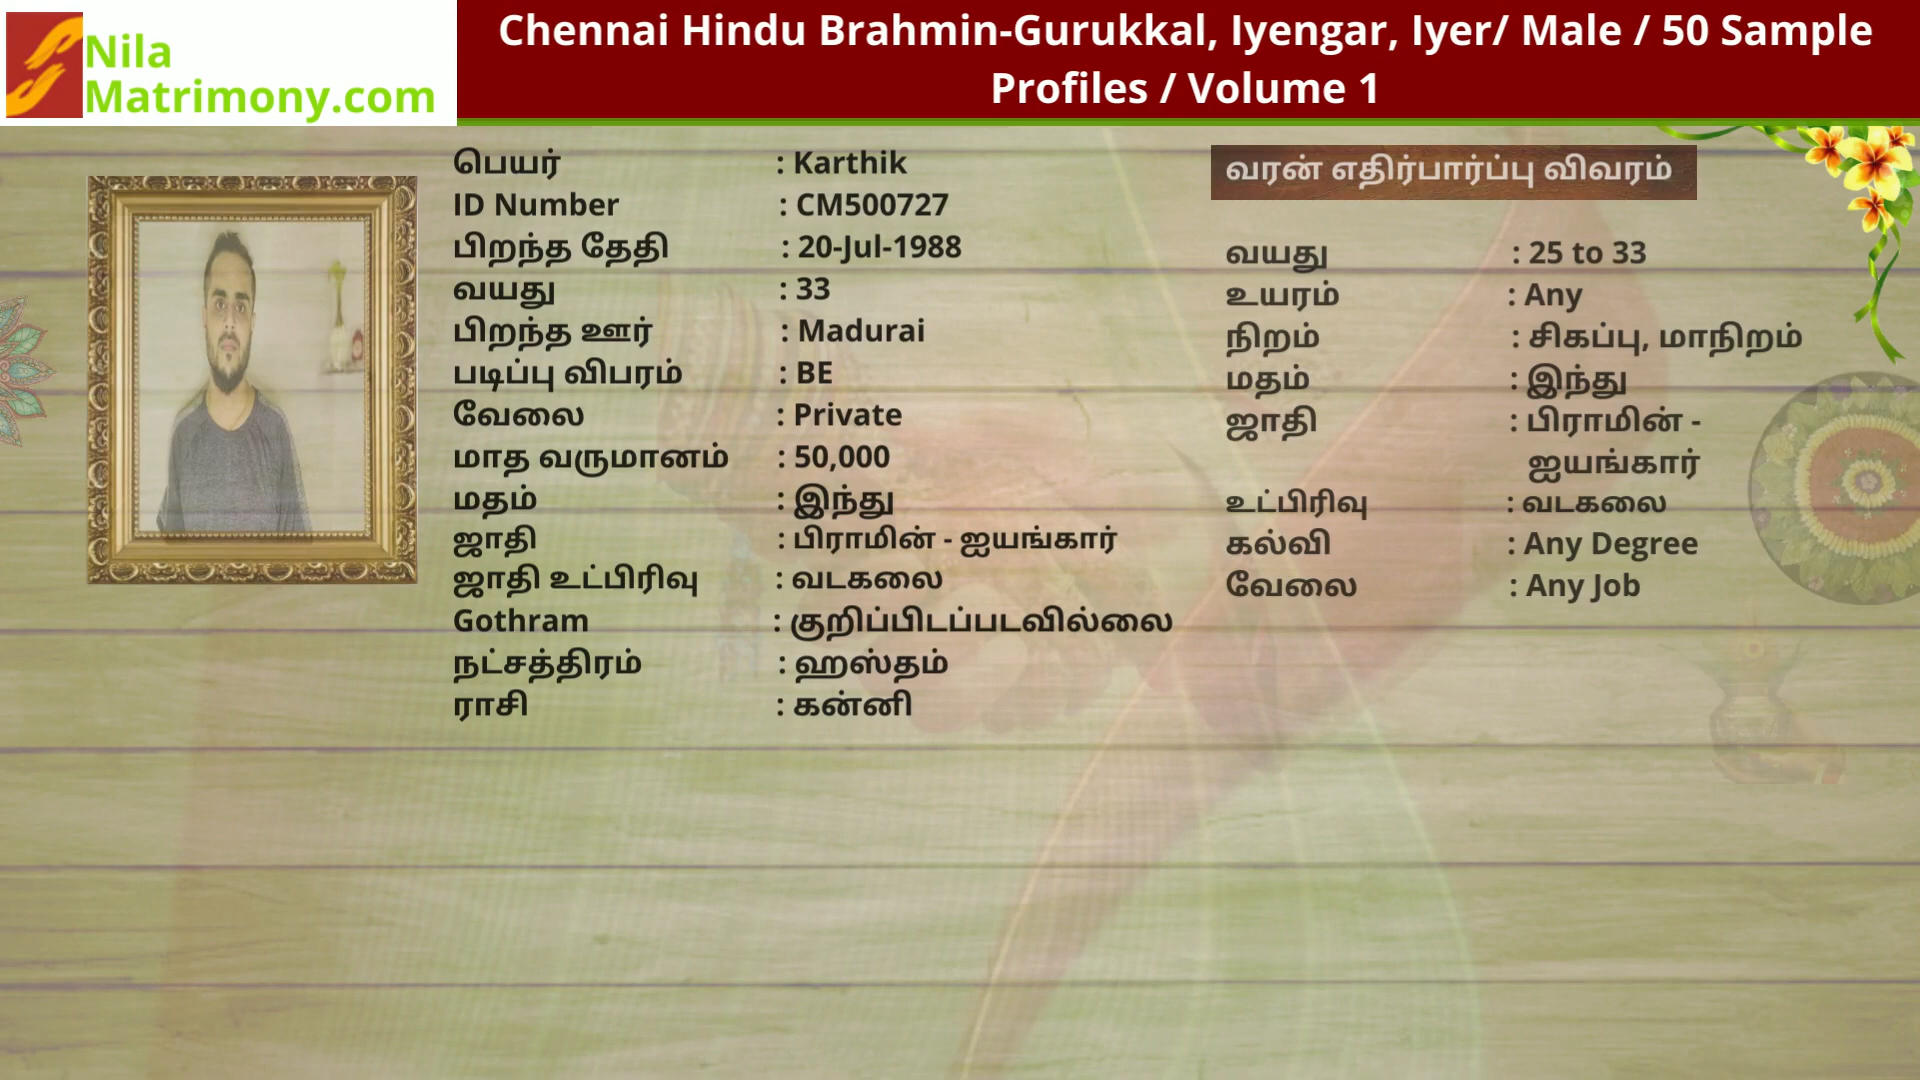 Nila
Matrimony.com
Chennai Hindu Brahmin-Gurukkal, Iyengar, Iyer/ Male / 50 Sample
Profiles / Volume 1
பெயர் : Karthik
ID Number : CM500727
பிறந்த தேதி : 20-Jul-1988
வயது : 33
பிறந்த ஊர் : Madurai
படிப்பு விபரம் : BE
வேலை : Private
மாத வருமானம் : 50,000
மதம் : இந்து
ஜாதி : பிராமின் - ஐயங்கார்
ஜாதி உட்பிரிவு : வடகலை
Gothram : குறிப்பிடப்படவில்லை
நட்சத்திரம் : ஹஸ்தம்
ராசி : கன்னி
வரன் எதிர்பார்ப்பு விவரம்
வயது : 25 to 33
உயரம் : Any
நிறம் : சிகப்பு, மாநிறம்
மதம் : இந்து
ஜாதி : பிராமின் -
ஐயங்கார்
உட்பிரிவு : வடகலை
கல்வி : Any Degree
வேலை : Any Job